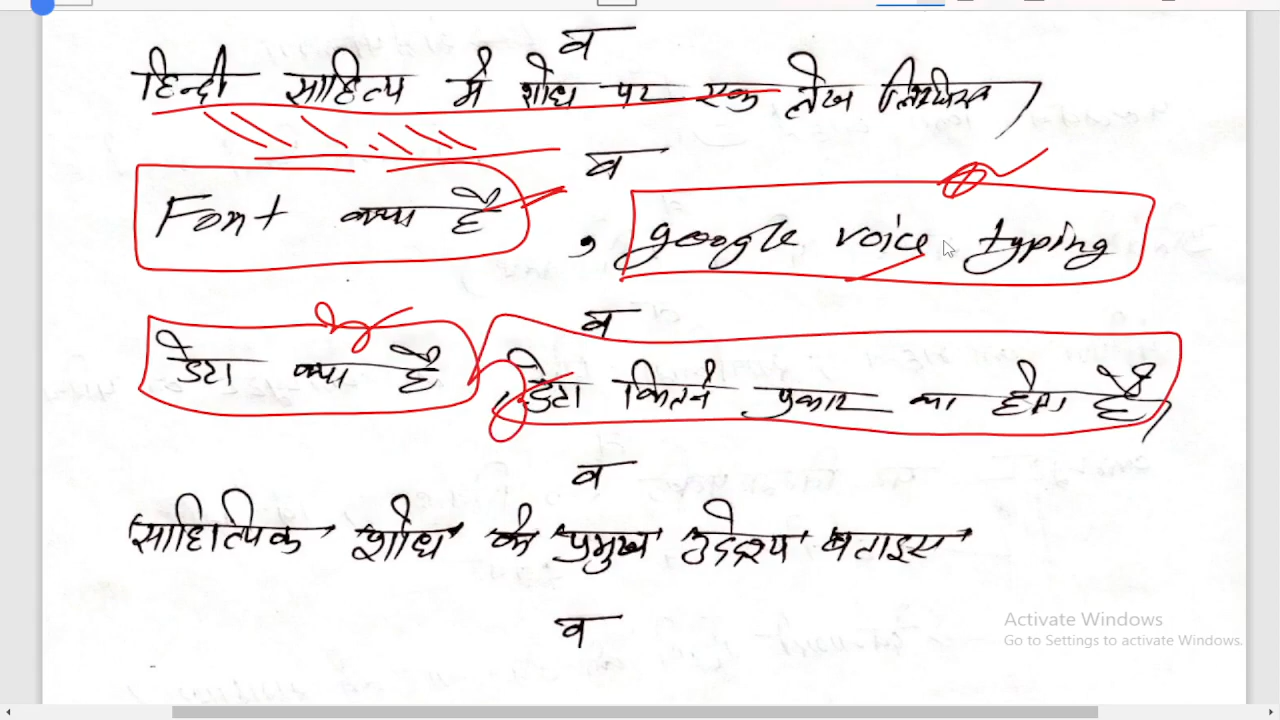 व
हिन्दी साहित्य में शोध पर एक लेख लिखिए
व
Font क्या है, google voice typing
व
डेटा क्या है, डेटा कितने प्रकार का होता है
व
साहित्यिक शोध के प्रमुख उद्देश्य बताइए
व
Activate Windows
Go to Settings to activate Windows.